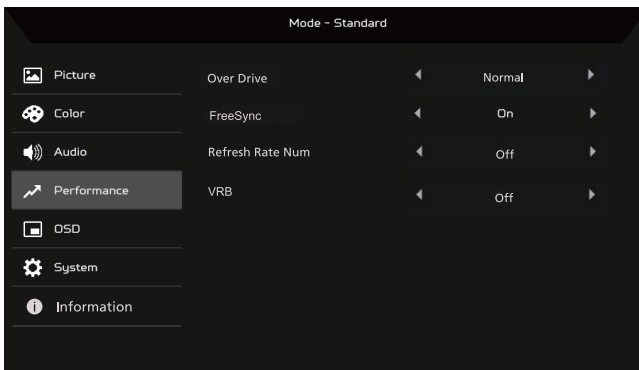 Mode - Standard
Picture
Color
Audio
Performance
OSD
System
Information
Over Drive Normal
FreeSync On
Refresh Rate Num Off
VRB Off